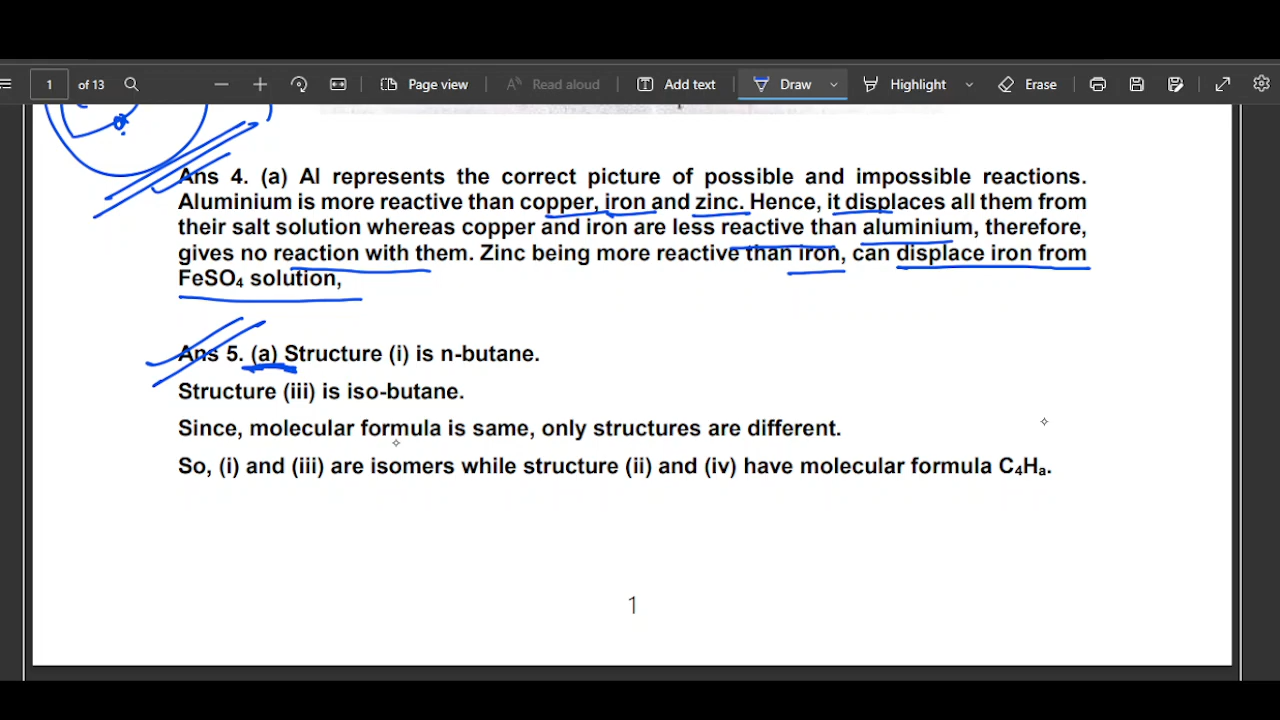 1 of 13 Page view Read aloud Add text Draw Highlight Erase
Ans 4. (a) Al represents the correct picture of possible and impossible reactions.
Aluminium is more reactive than copper, iron and zinc. Hence, it displaces all them from
their salt solution whereas copper and iron are less reactive than aluminium, therefore,
gives no reaction with them. Zinc being more reactive than iron, can displace iron from
FeSO₄ solution,
Ans 5. (a) Structure (i) is n-butane.
Structure (iii) is iso-butane.
Since, molecular formula is same, only structures are different.
So, (i) and (iii) are isomers while structure (ii) and (iv) have molecular formula C₄Hₐ.
1